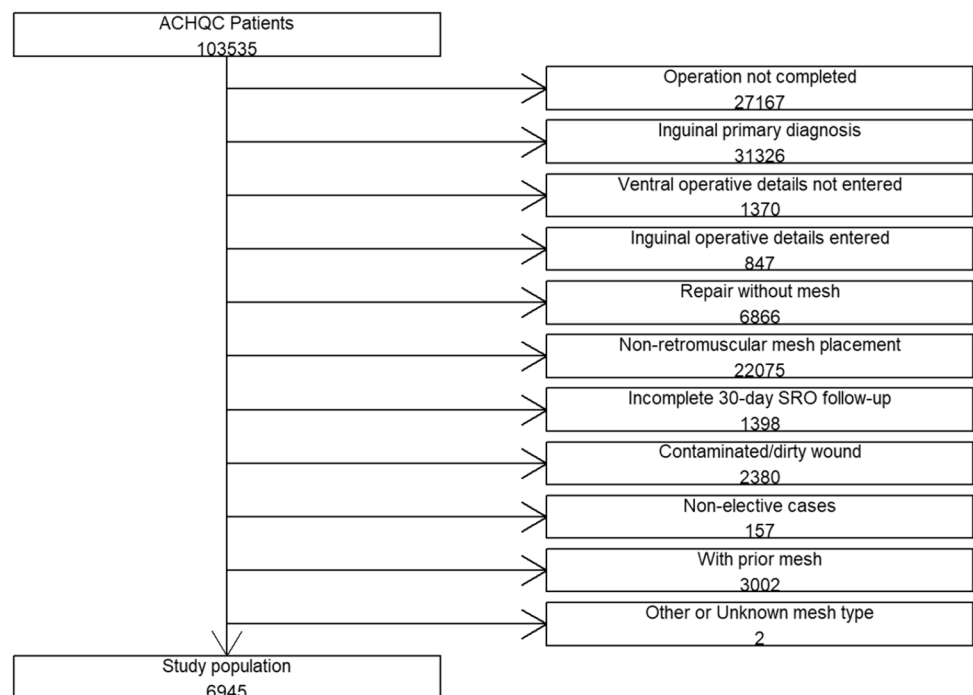 ACHQC Patients
103535
Operation not completed
27167
Inguinal primary diagnosis
31326
Ventral operative details not entered
1370
Inguinal operative details entered
847
Repair without mesh
6866
Non-retromuscular mesh placement
22075
Incomplete 30-day SRO follow-up
1398
Contaminated/dirty wound
2380
Non-elective cases
157
With prior mesh
3002
Other or Unknown mesh type
2
Study population
6945